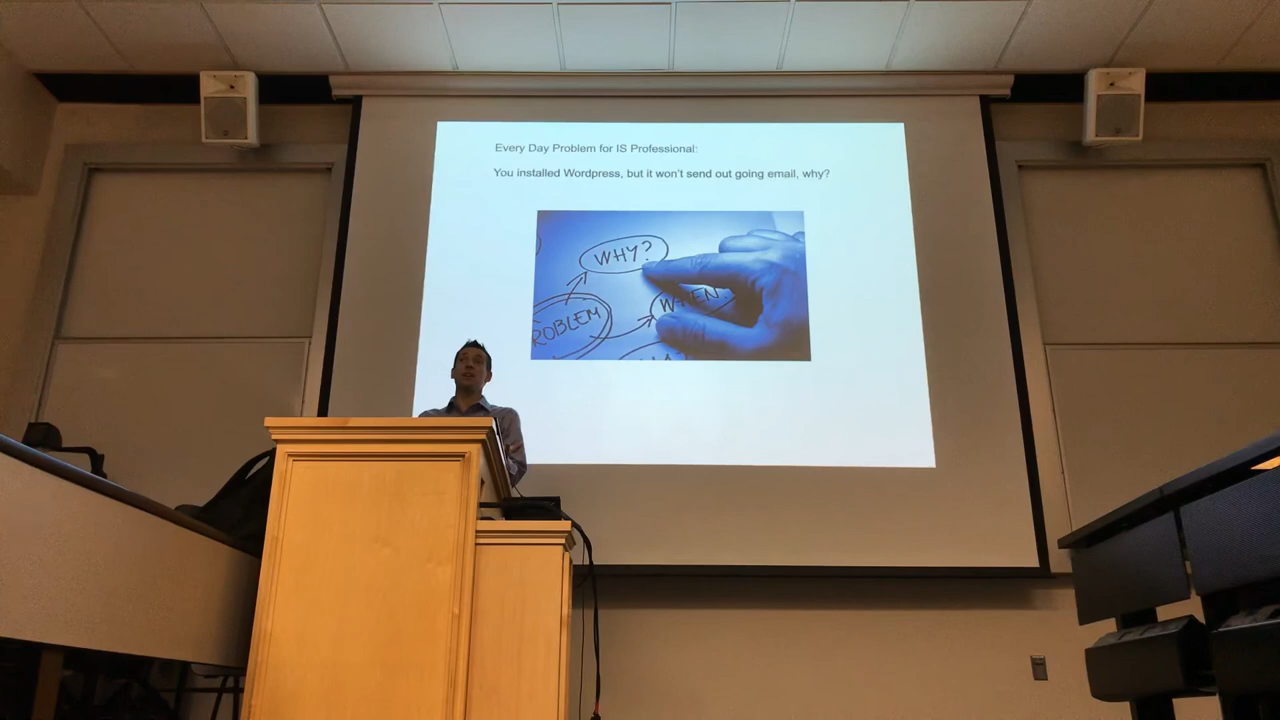 Every Day Problem for IS Professional:
You installed Wordpress, but it won't send out going email, why?
WHY?
WHEN
ROBLEM